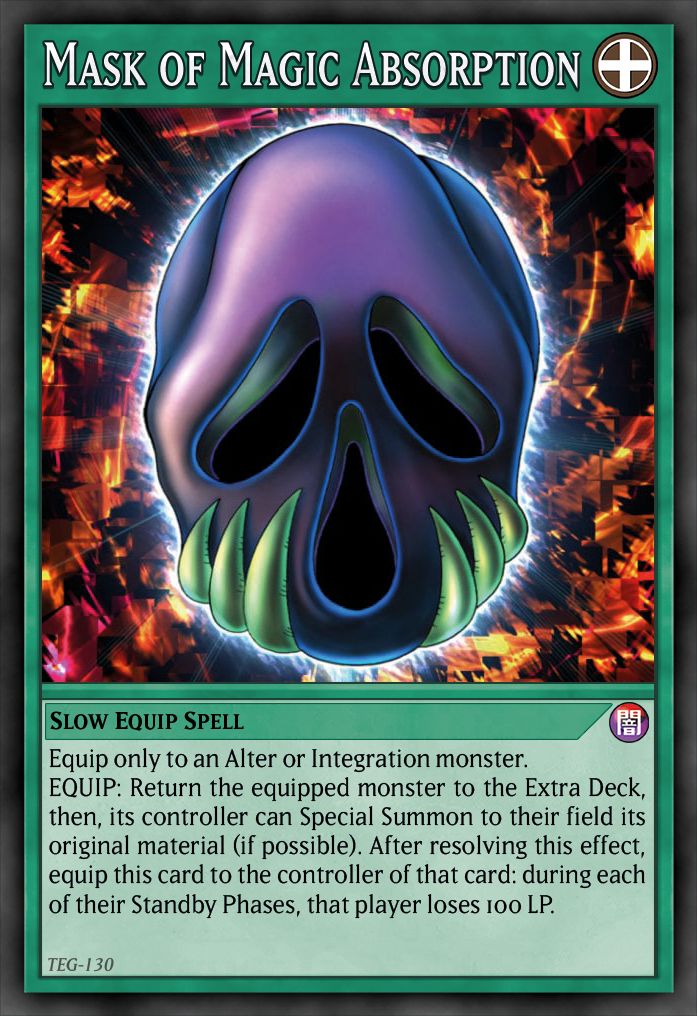 Mask of Magic Absorption
Slow Equip Spell
闇
Equip only to an Alter or Integration monster.
EQUIP: Return the equipped monster to the Extra Deck,
then, its controller can Special Summon to their field its
original material (if possible). After resolving this effect,
equip this card to the controller of that card: during each
of their Standby Phases, that player loses 100 LP.
TEG-130